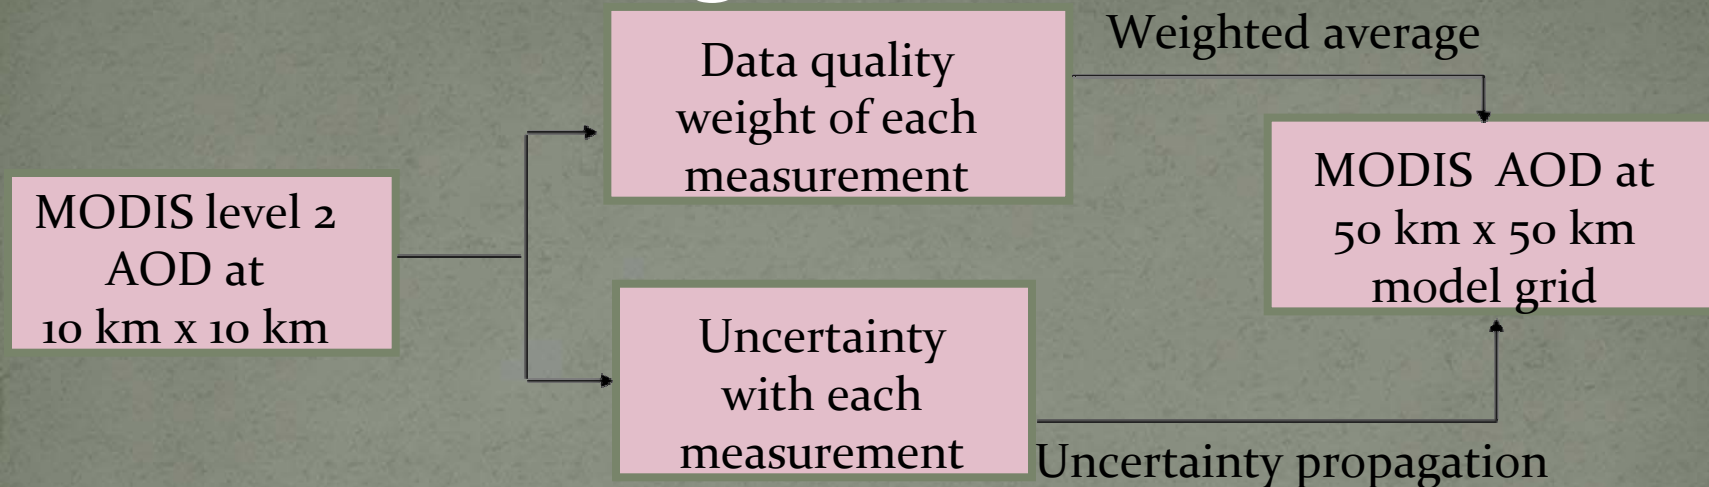 Weighted average
Data quality
weight of each
measurement
MODIS level 2
AOD at
10 km x 10 km
MODIS AOD at
50 km x 50 km
model grid
Uncertainty
with each
measurement
Uncertainty propagation